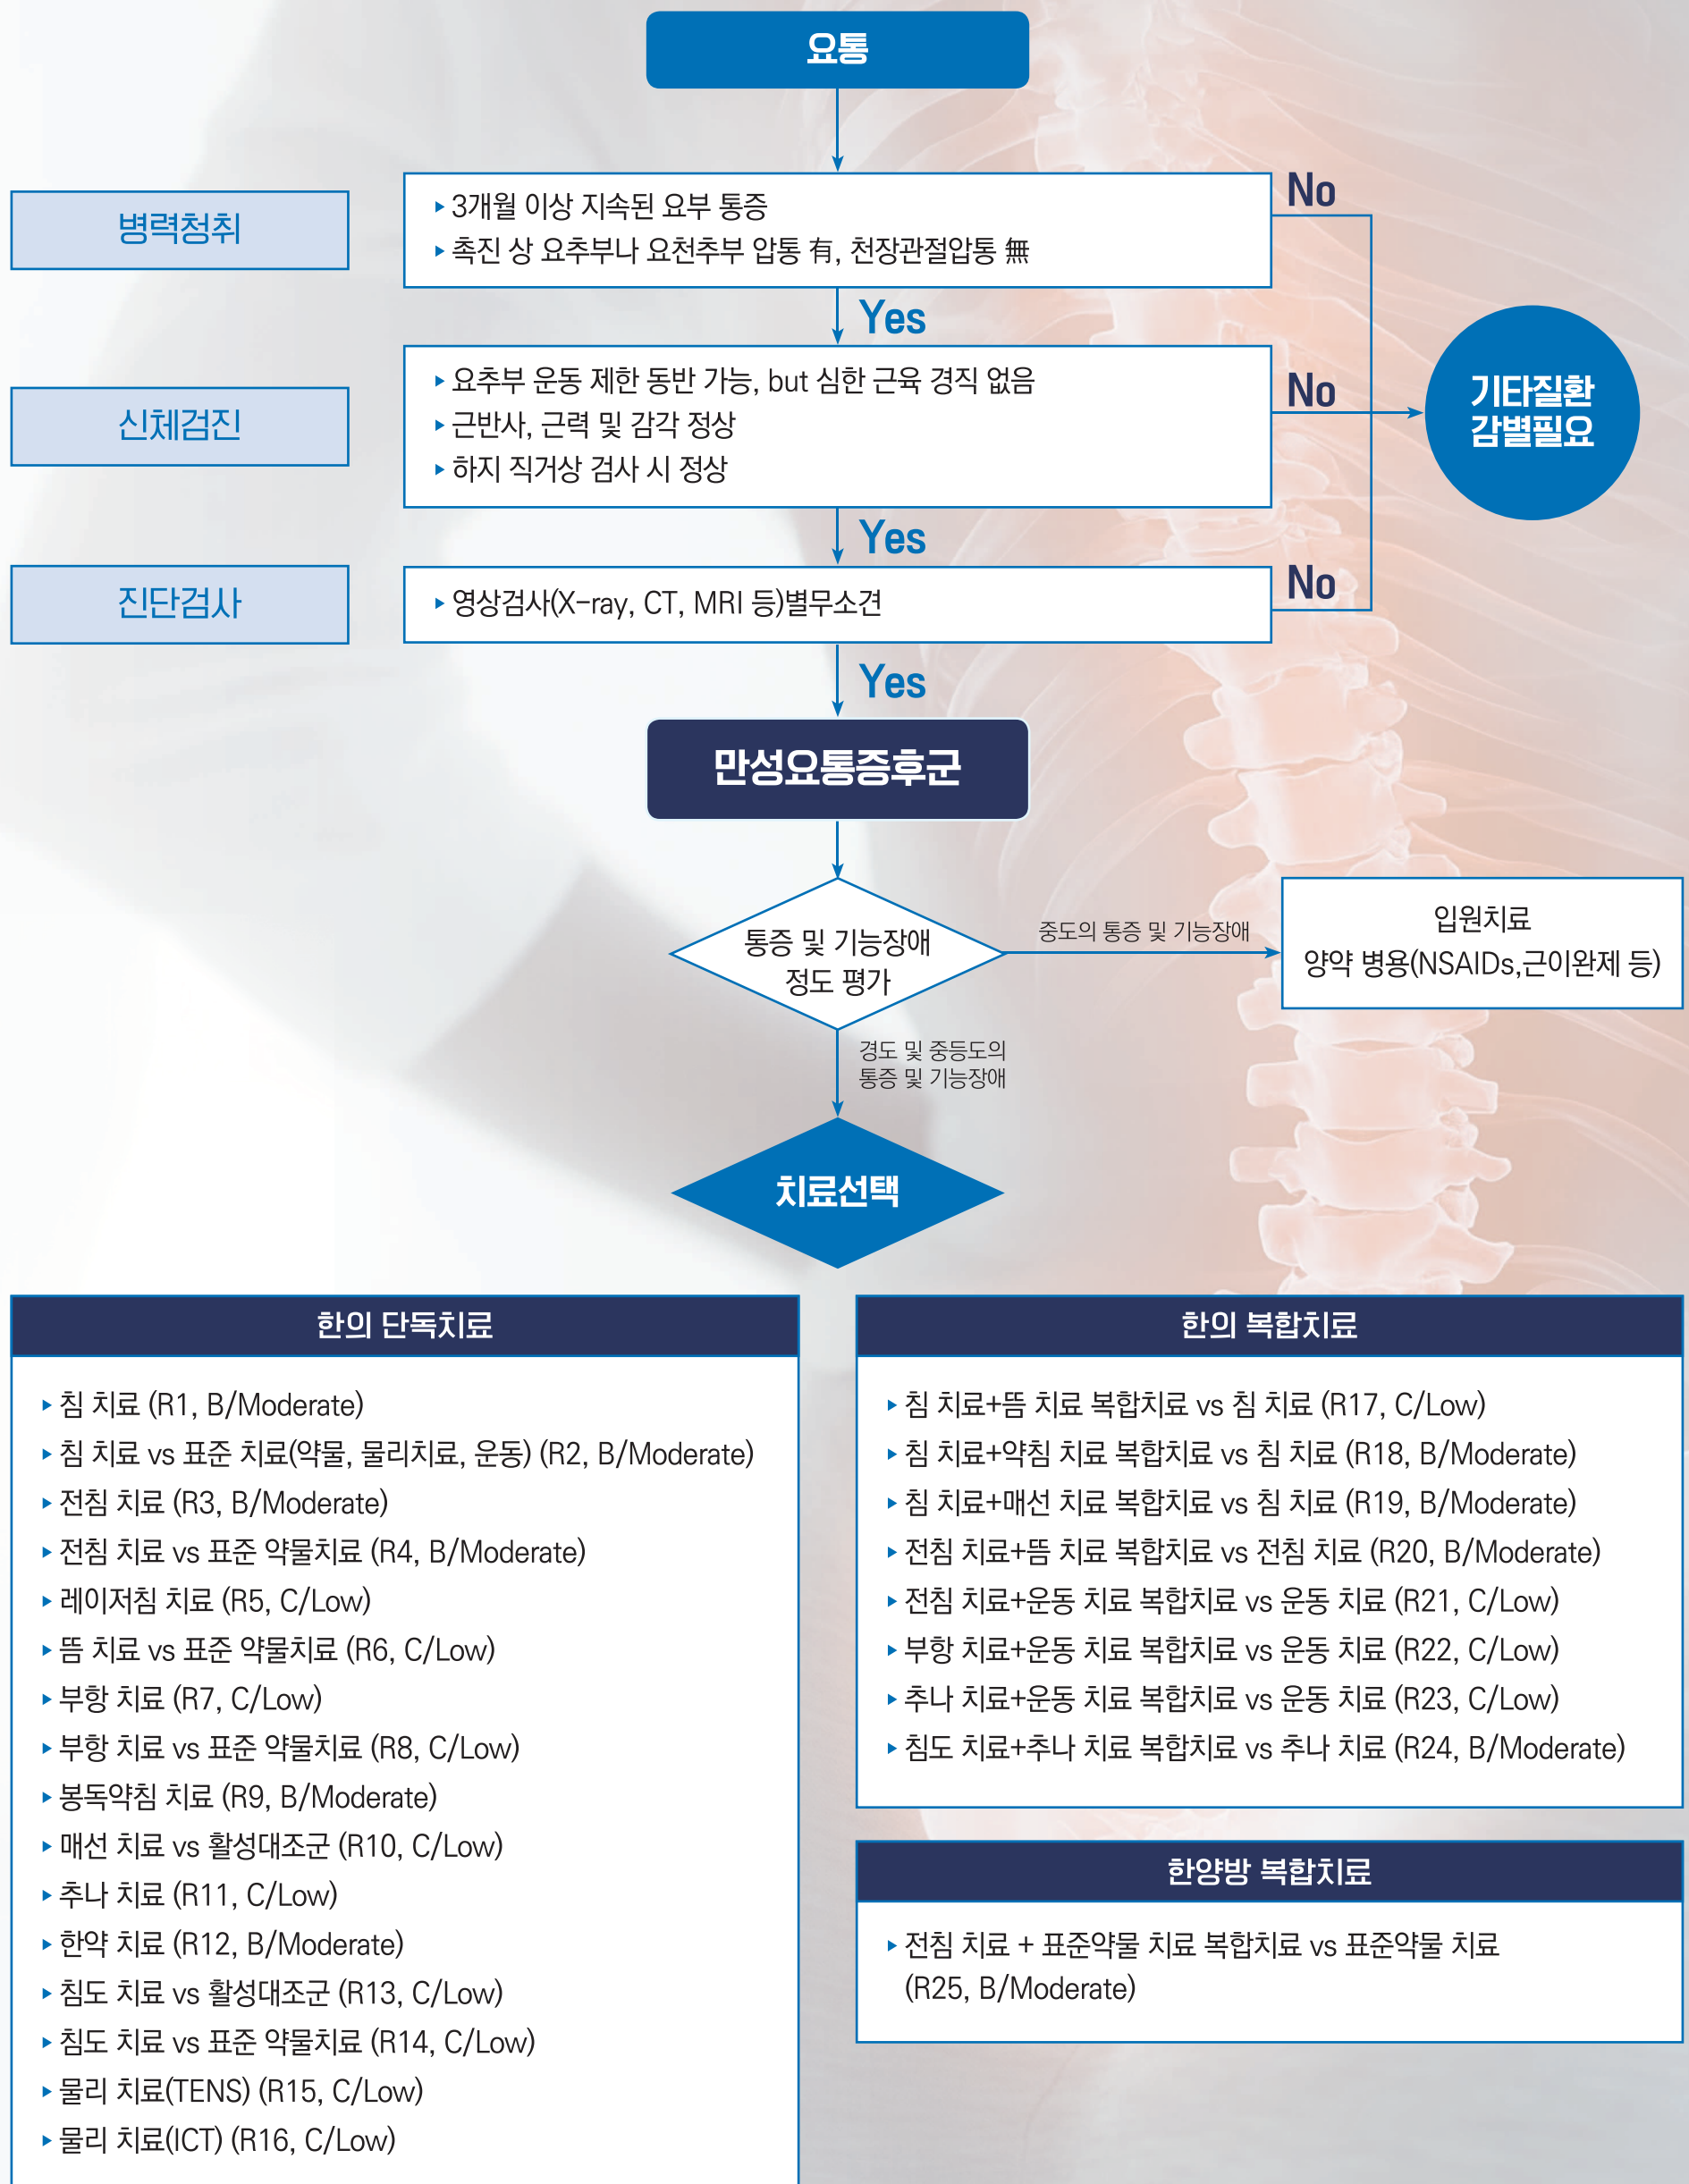 요통
병력청취
▸ 3개월 이상 지속된 요부 통증
▸ 촉진 상 요추부나 요천추부 압통 有, 천장관절압통 無
No
Yes
신체검진
▸ 요추부 운동 제한 동반 가능, but 심한 근육 경직 없음
▸ 근반사, 근력 및 감각 정상
▸ 하지 직거상 검사 시 정상
No
기타질환
감별필요
Yes
진단검사
▸ 영상검사(X-ray, CT, MRI 등)별무소견
No
Yes
만성요통증후군
통증 및 기능장애
정도 평가
중도의 통증 및 기능장애
입원치료
양약 병용(NSAIDs,근이완제 등)
경도 및 중등도의
통증 및 기능장애
치료선택
한의 단독치료
▸ 침 치료 (R1, B/Moderate)
▸ 침 치료 vs 표준 치료(약물, 물리치료, 운동) (R2, B/Moderate)
▸ 전침 치료 (R3, B/Moderate)
▸ 전침 치료 vs 표준 약물치료 (R4, B/Moderate)
▸ 레이저침 치료 (R5, C/Low)
▸ 뜸 치료 vs 표준 약물치료 (R6, C/Low)
▸ 부항 치료 (R7, C/Low)
▸ 부항 치료 vs 표준 약물치료 (R8, C/Low)
▸ 봉독약침 치료 (R9, B/Moderate)
▸ 매선 치료 vs 활성대조군 (R10, C/Low)
▸ 추나 치료 (R11, C/Low)
▸ 한약 치료 (R12, B/Moderate)
▸ 침도 치료 vs 활성대조군 (R13, C/Low)
▸ 침도 치료 vs 표준 약물치료 (R14, C/Low)
▸ 물리 치료(TENS) (R15, C/Low)
▸ 물리 치료(ICT) (R16, C/Low)
한의 복합치료
▸ 침 치료+뜸 치료 복합치료 vs 침 치료 (R17, C/Low)
▸ 침 치료+약침 치료 복합치료 vs 침 치료 (R18, B/Moderate)
▸ 침 치료+매선 치료 복합치료 vs 침 치료 (R19, B/Moderate)
▸ 전침 치료+뜸 치료 복합치료 vs 전침 치료 (R20, B/Moderate)
▸ 전침 치료+운동 치료 복합치료 vs 운동 치료 (R21, C/Low)
▸ 부항 치료+운동 치료 복합치료 vs 운동 치료 (R22, C/Low)
▸ 추나 치료+운동 치료 복합치료 vs 운동 치료 (R23, C/Low)
▸ 침도 치료+추나 치료 복합치료 vs 추나 치료 (R24, B/Moderate)
한양방 복합치료
▸ 전침 치료 + 표준약물 치료 복합치료 vs 표준약물 치료
(R25, B/Moderate)